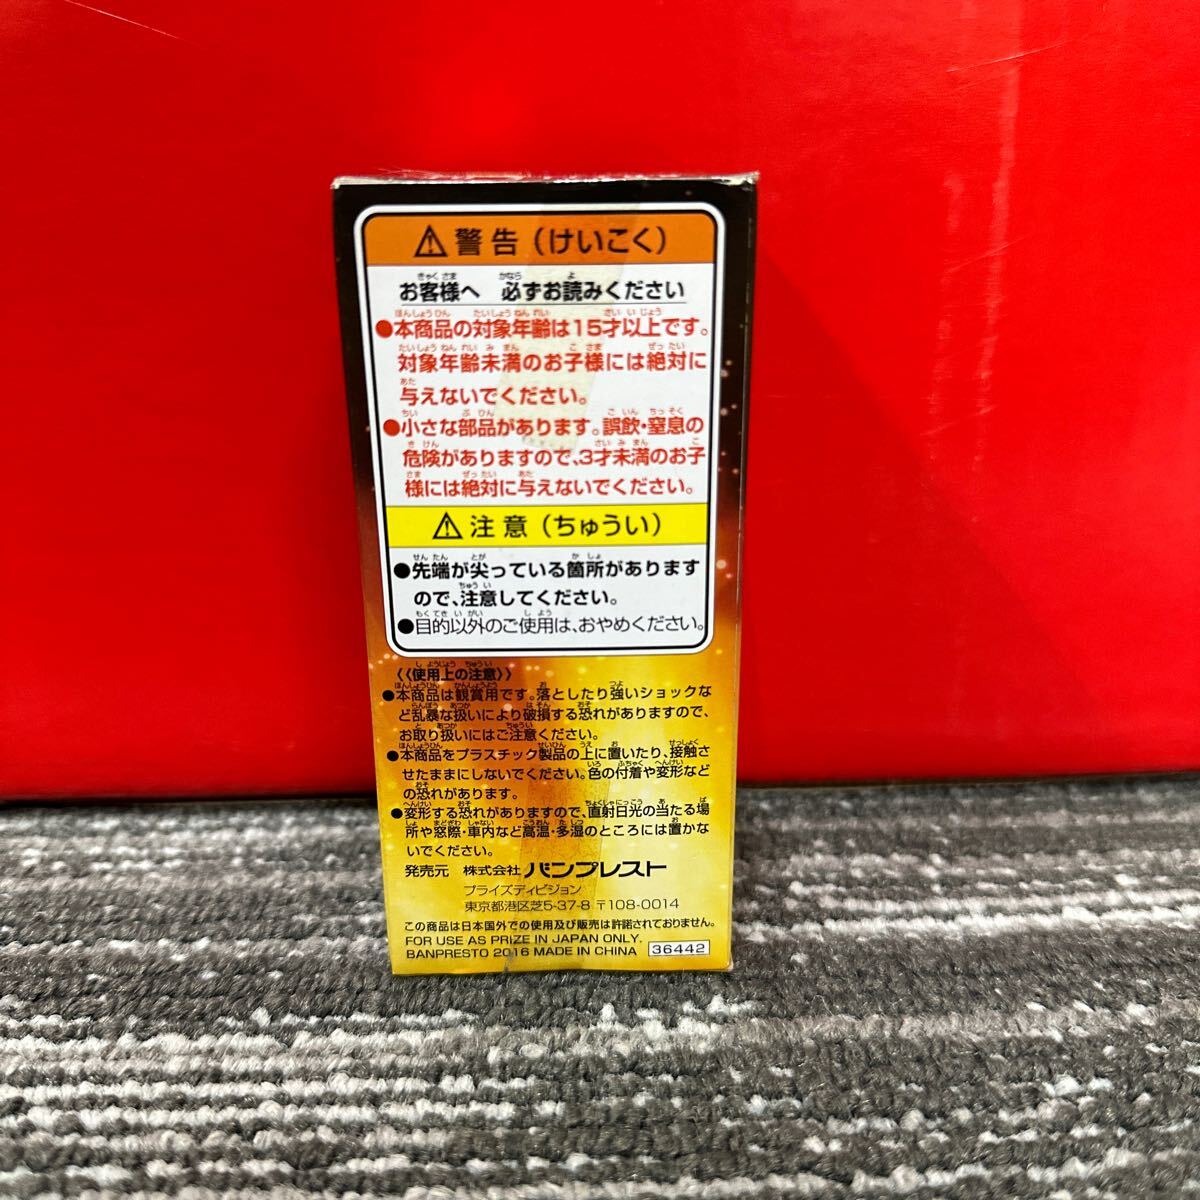 ⚠警告(けいこく)
お客様へ 必ずお読みください
●本商品の対象年齢は15才以上です。
対象年齢未満のお子様には絶対に
与えないでください。
●小さな部品があります。誤飲・窒息の
危険がありますので、3才未満のお子
様には絶対に与えないでください。
⚠注意(ちゅうい)
●先端が尖っている箇所があります
ので、注意してください。
●目的以外のご使用は、おやめください。
《使用上の注意》
●本商品は観賞用です。落としたり強いショックな
ど乱暴な扱いにより破損する恐れがありますので、
お取り扱いにはご注意ください。
●本商品をプラスチック製品の上に置いたり、接触さ
せたままにしないでください。色の付着や変形など
の恐れがあります。
●変形する恐れがありますので、直射日光の当たる場
所や窓際・車内など高温・多湿のところには置かな
いでください。
発売元 株式会社 バンプレスト
プライズディビジョン
東京都港区芝5-37-8 〒108-0014
この商品は日本国外での使用及び販売は許諾されておりません。
FOR USE AS PRIZE IN JAPAN ONLY.
BANPRESTO 2016 MADE IN CHINA 36442